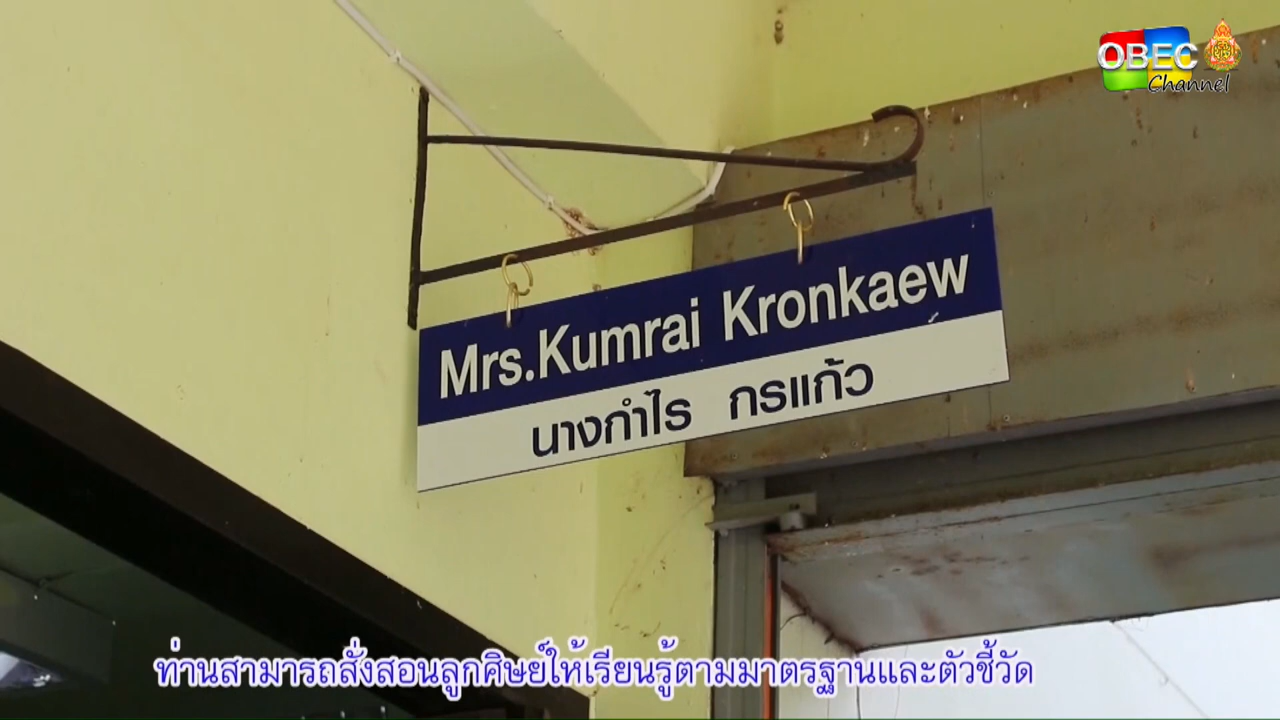 OBEC
Channel
Mrs.Kumrai Kronkaew
นางกำไร กรแก้ว
ท่านสามารถสั่งสอนลูกศิษย์ให้เรียนรู้ตามมาตรฐานและตัวชี้วัด